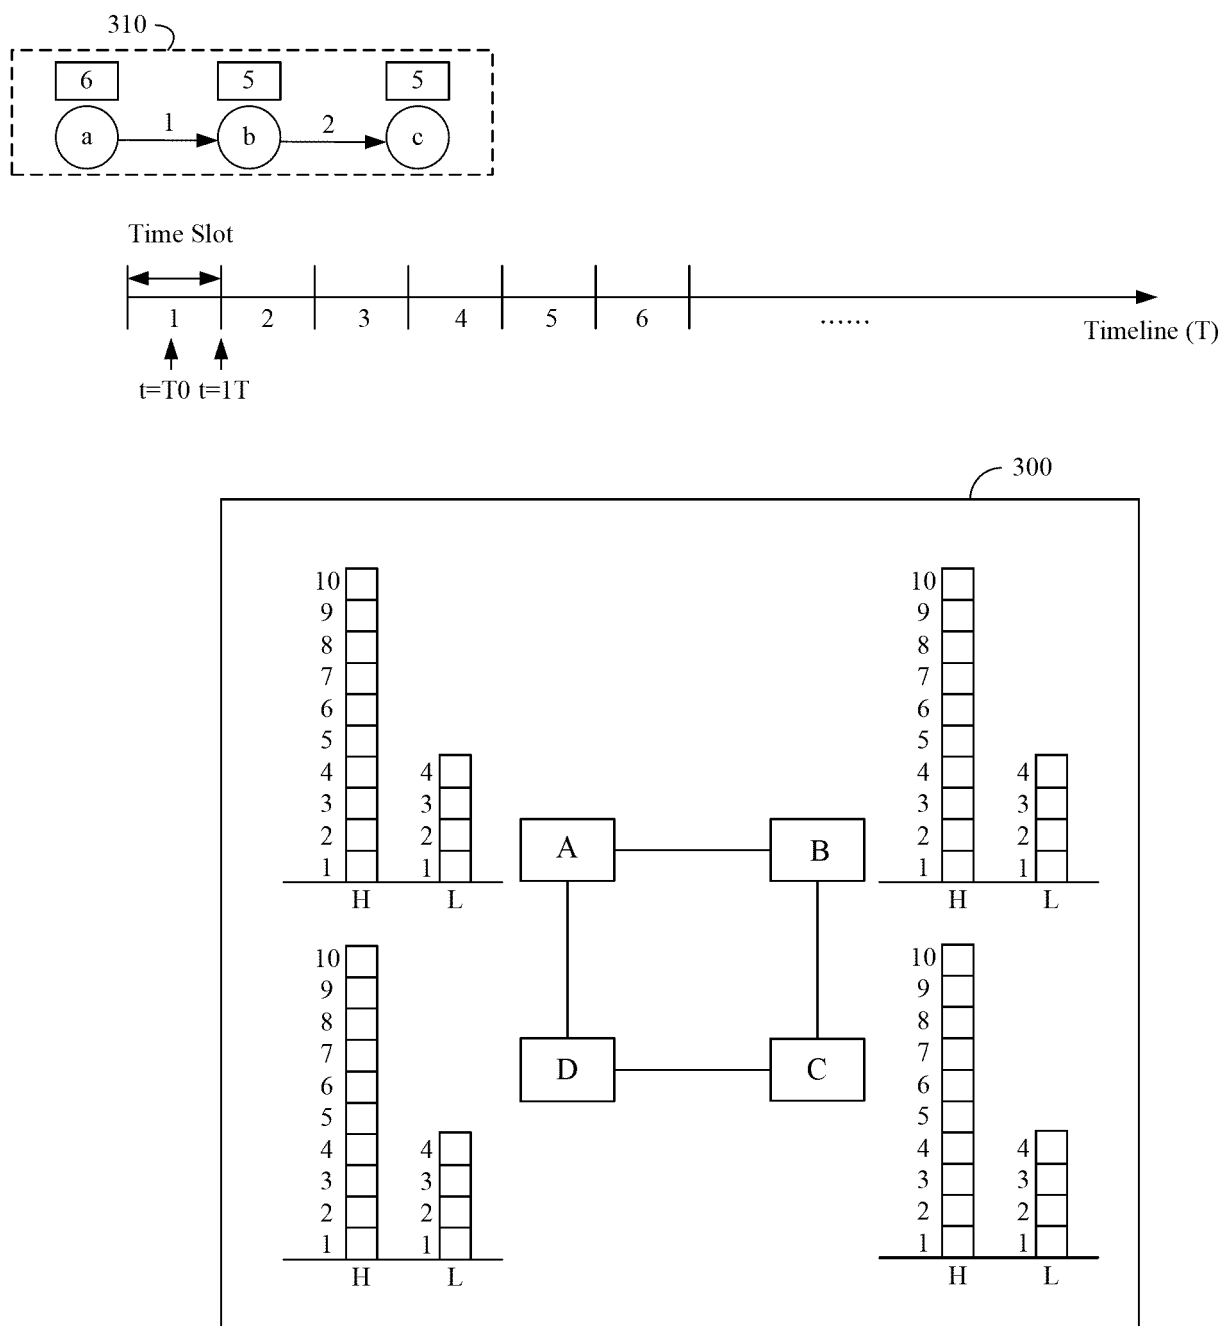 310
6 5 5
a 1 b 2 c
Time Slot
1 2 3 4 5 6 ......
Timeline (T)
t=T0 t=1T
300
10 10
9 9
8 8
7 7
6 6
5 5
4 4 4 4
3 3 3 3
A B
2 2 2 2
1 1 1 1
H L H L
10 10
9 9
8 8
7 7
D C
6 6
5 5
4 4 4 4
3 3 3 3
2 2 2 2
1 1 1 1
H L H L